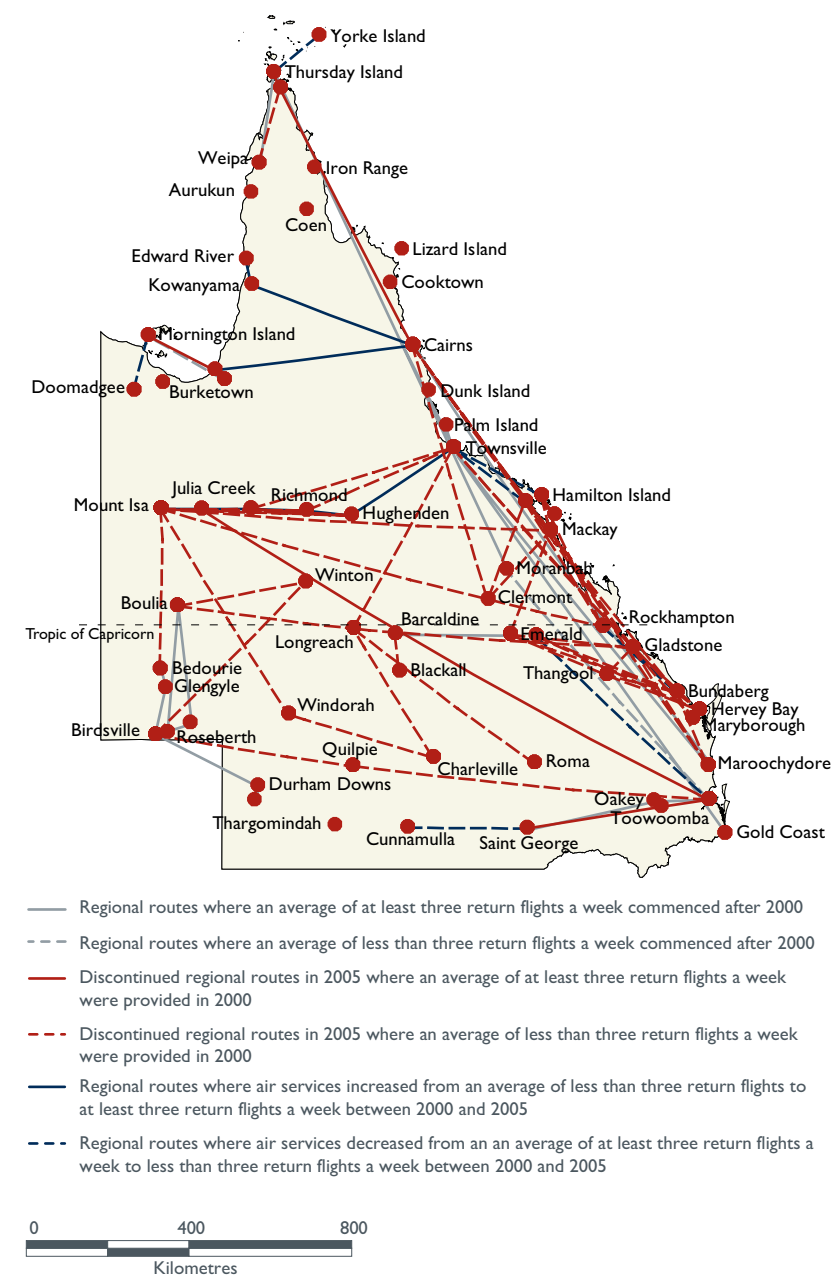 Yorke Island
Thursday Island
Weipa
Iron Range
Aurukun
Coen
Lizard Island
Edward River
Cooktown
Kowanyama
Mornington Island
Cairns
Doomadgee
Burketown
Dunk Island
Palm Island
Townsville
Julia Creek
Richmond
Hamilton Island
Mount Isa
Hughenden
Mackay
Moranbah
Winton
Clermont
Boulia
Barcaldine
Rockhampton
Tropic of Capricorn
Longreach
Emerald
Gladstone
Bedourie
Blackall
Thangool
Glengyle
Bundaberg
Windorah
Hervey Bay
Birdsville
Roseberth
Maryborough
Quilpie
Charleville
Roma
Maroochydore
Durham Downs
Oakey
Toowoomba
Thargomindah
Cunnamulla
Saint George
Gold Coast
Regional routes where an average of at least three return flights a week commenced after 2000
Regional routes where an average of less than three return flights a week commenced after 2000
Discontinued regional routes in 2005 where an average of at least three return flights a week
were provided in 2000
Discontinued regional routes in 2005 where an average of less than three return flights a week
were provided in 2000
Regional routes where air services increased from an average of less than three return flights to
at least three return flights a week between 2000 and 2005
Regional routes where air services decreased from an an average of at least three return flights a
week to less than three return flights a week between 2000 and 2005
0 400 800
Kilometres